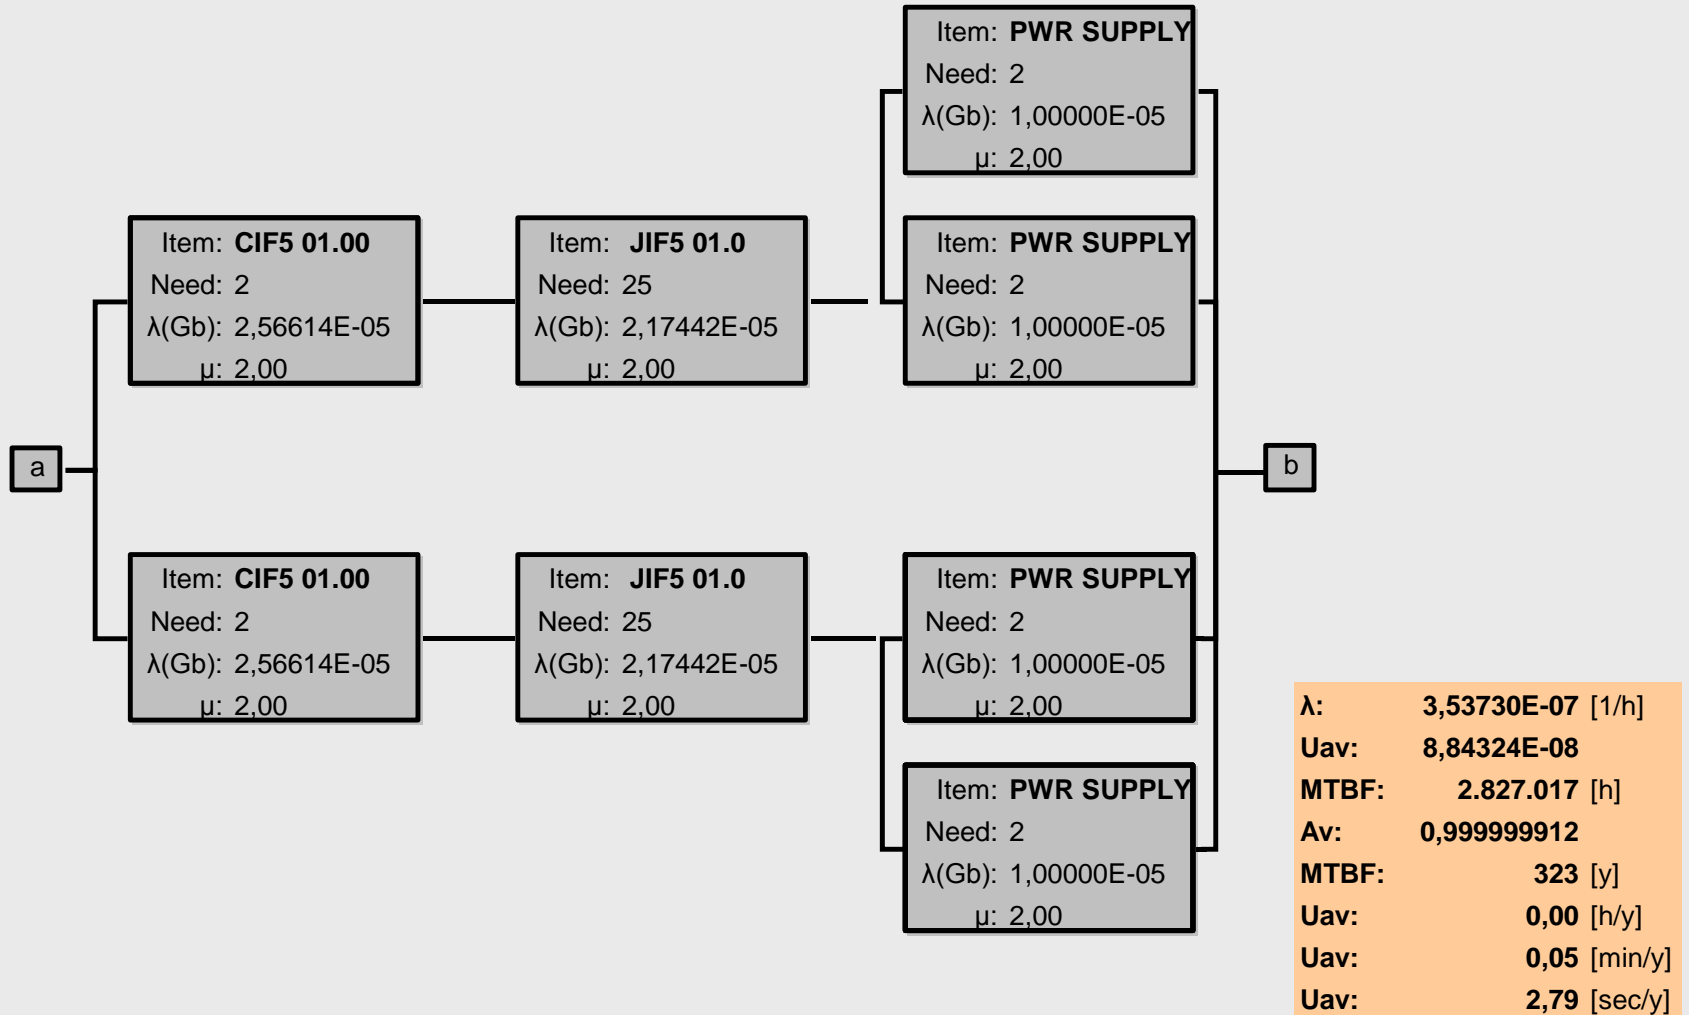 Item: PWR SUPPLY
Need: 2
λ(Gb): 1,00000E-05
µ: 2,00
Item: CIF5 01.00
Need: 2
λ(Gb): 2,56614E-05
µ: 2,00
Item: JIF5 01.0
Need: 25
λ(Gb): 2,17442E-05
µ: 2,00
Item: PWR SUPPLY
Need: 2
λ(Gb): 1,00000E-05
µ: 2,00
a
b
Item: CIF5 01.00
Need: 2
λ(Gb): 2,56614E-05
µ: 2,00
Item: JIF5 01.0
Need: 25
λ(Gb): 2,17442E-05
µ: 2,00
Item: PWR SUPPLY
Need: 2
λ(Gb): 1,00000E-05
µ: 2,00
Item: PWR SUPPLY
Need: 2
λ(Gb): 1,00000E-05
µ: 2,00
λ: 3,53730E-07 [1/h]
Uav: 8,84324E-08
MTBF: 2.827.017 [h]
Av: 0,999999912
MTBF: 323 [y]
Uav: 0,00 [h/y]
Uav: 0,05 [min/y]
Uav: 2,79 [sec/y]